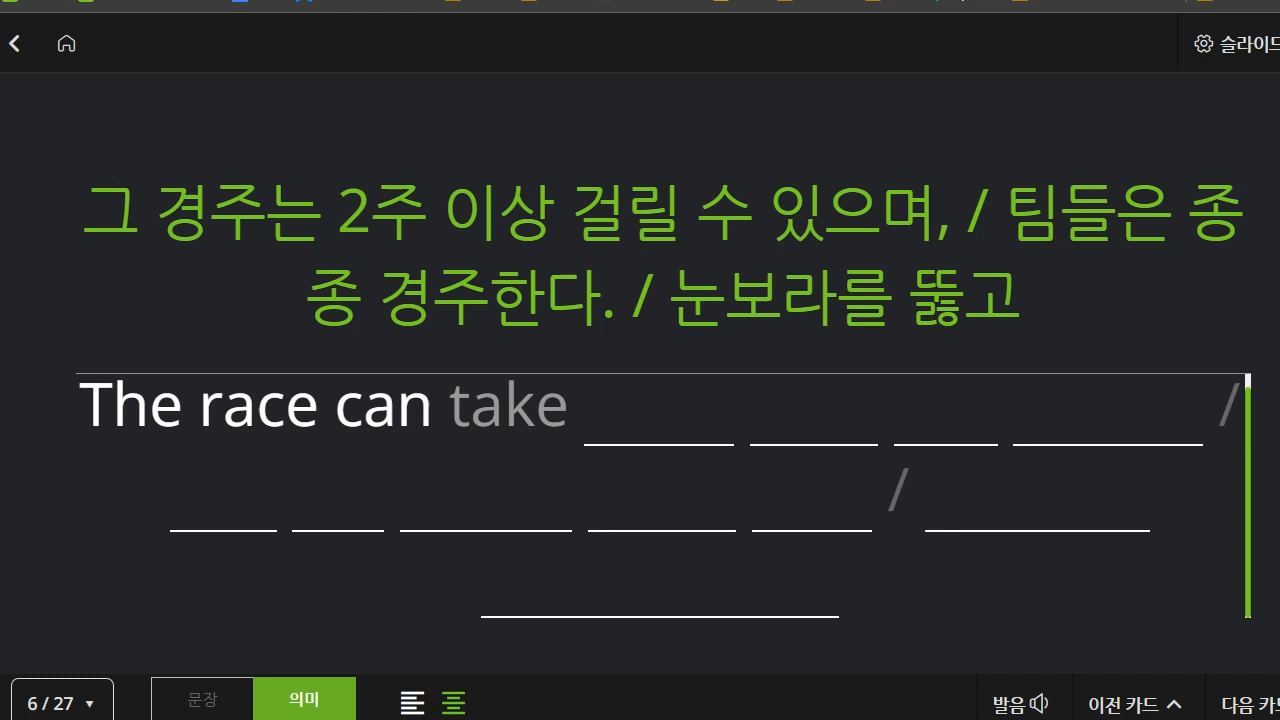 슬라이드
그 경주는 2주 이상 걸릴 수 있으며, / 팀들은 종
종 경주한다. / 눈보라를 뚫고
The race can take /
/
6 / 27 ▼ 문장 의미 발음 이전 카드 다음 카드